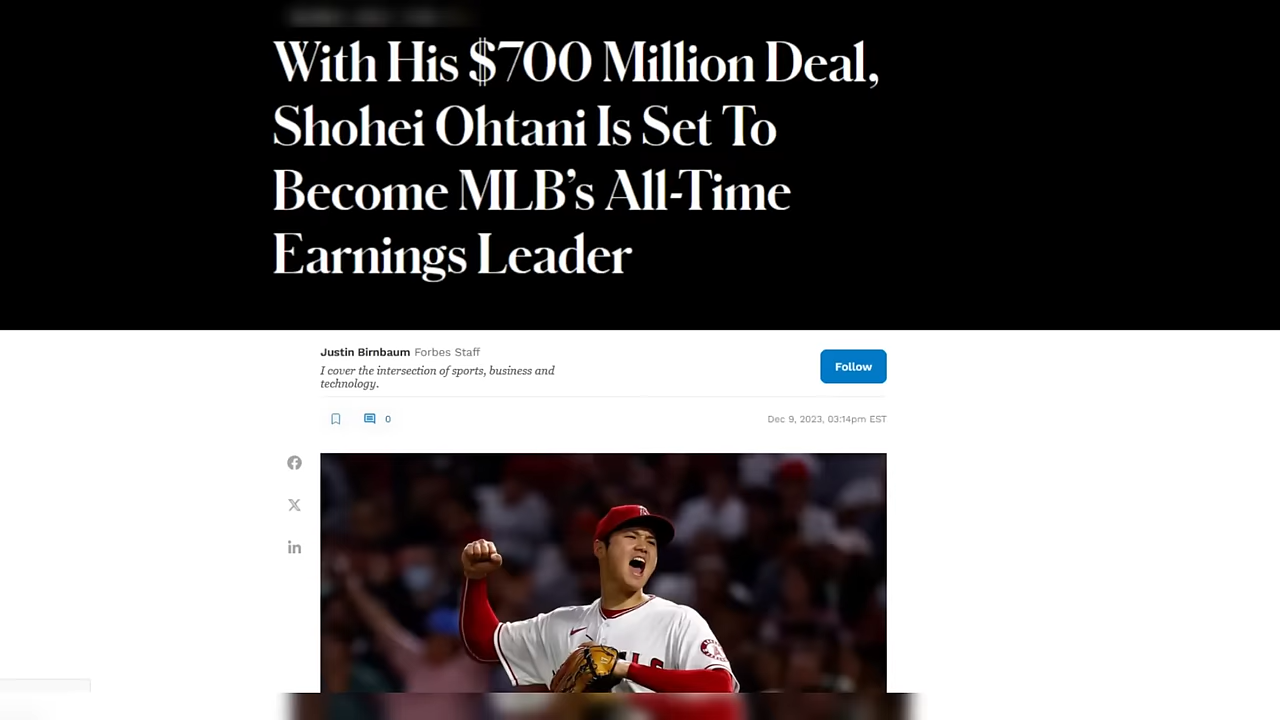 With His $700 Million Deal,
Shohei Ohtani Is Set To
Become MLB’s All-Time
Earnings Leader
Justin Birnbaum Forbes Staff
I cover the intersection of sports, business and
technology.
Follow
0
Dec 9, 2023, 03:14pm EST